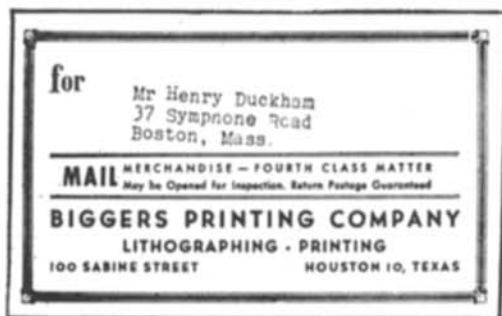 for
Mr Henry Duckham
37 Symphone Road
Boston, Mass.
MAIL
MERCHANDISE — FOURTH CLASS MATTER
May be Opened for Inspection. Return Postage Guaranteed
BIGGERS PRINTING COMPANY
LITHOGRAPHING - PRINTING
100 SABINE STREET HOUSTON 10, TEXAS